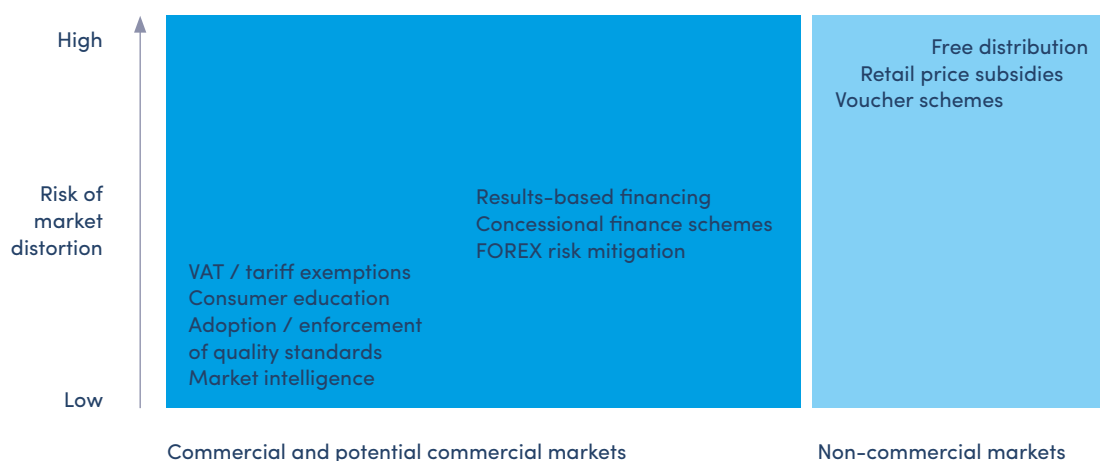 High
Risk of
market
distortion
Low
VAT / tariff exemptions
Consumer education
Adoption / enforcement
of quality standards
Market intelligence
Results-based financing
Concessional finance schemes
FOREX risk mitigation
Free distribution
Retail price subsidies
Voucher schemes
Commercial and potential commercial markets
Non-commercial markets